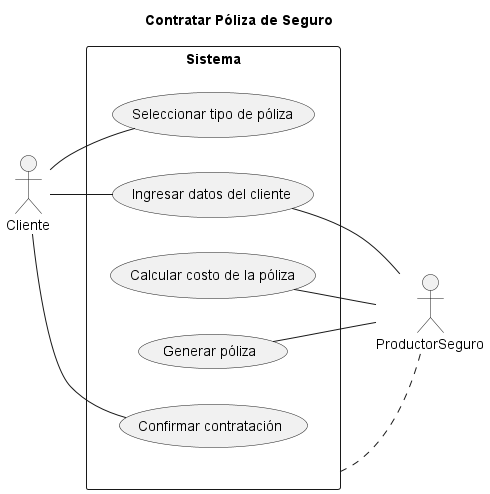 Contratar Póliza de Seguro
Sistema
Seleccionar tipo de póliza
Ingresar datos del cliente
Cliente
Calcular costo de la póliza
ProductorSeguro
Generar póliza
Confirmar contratación